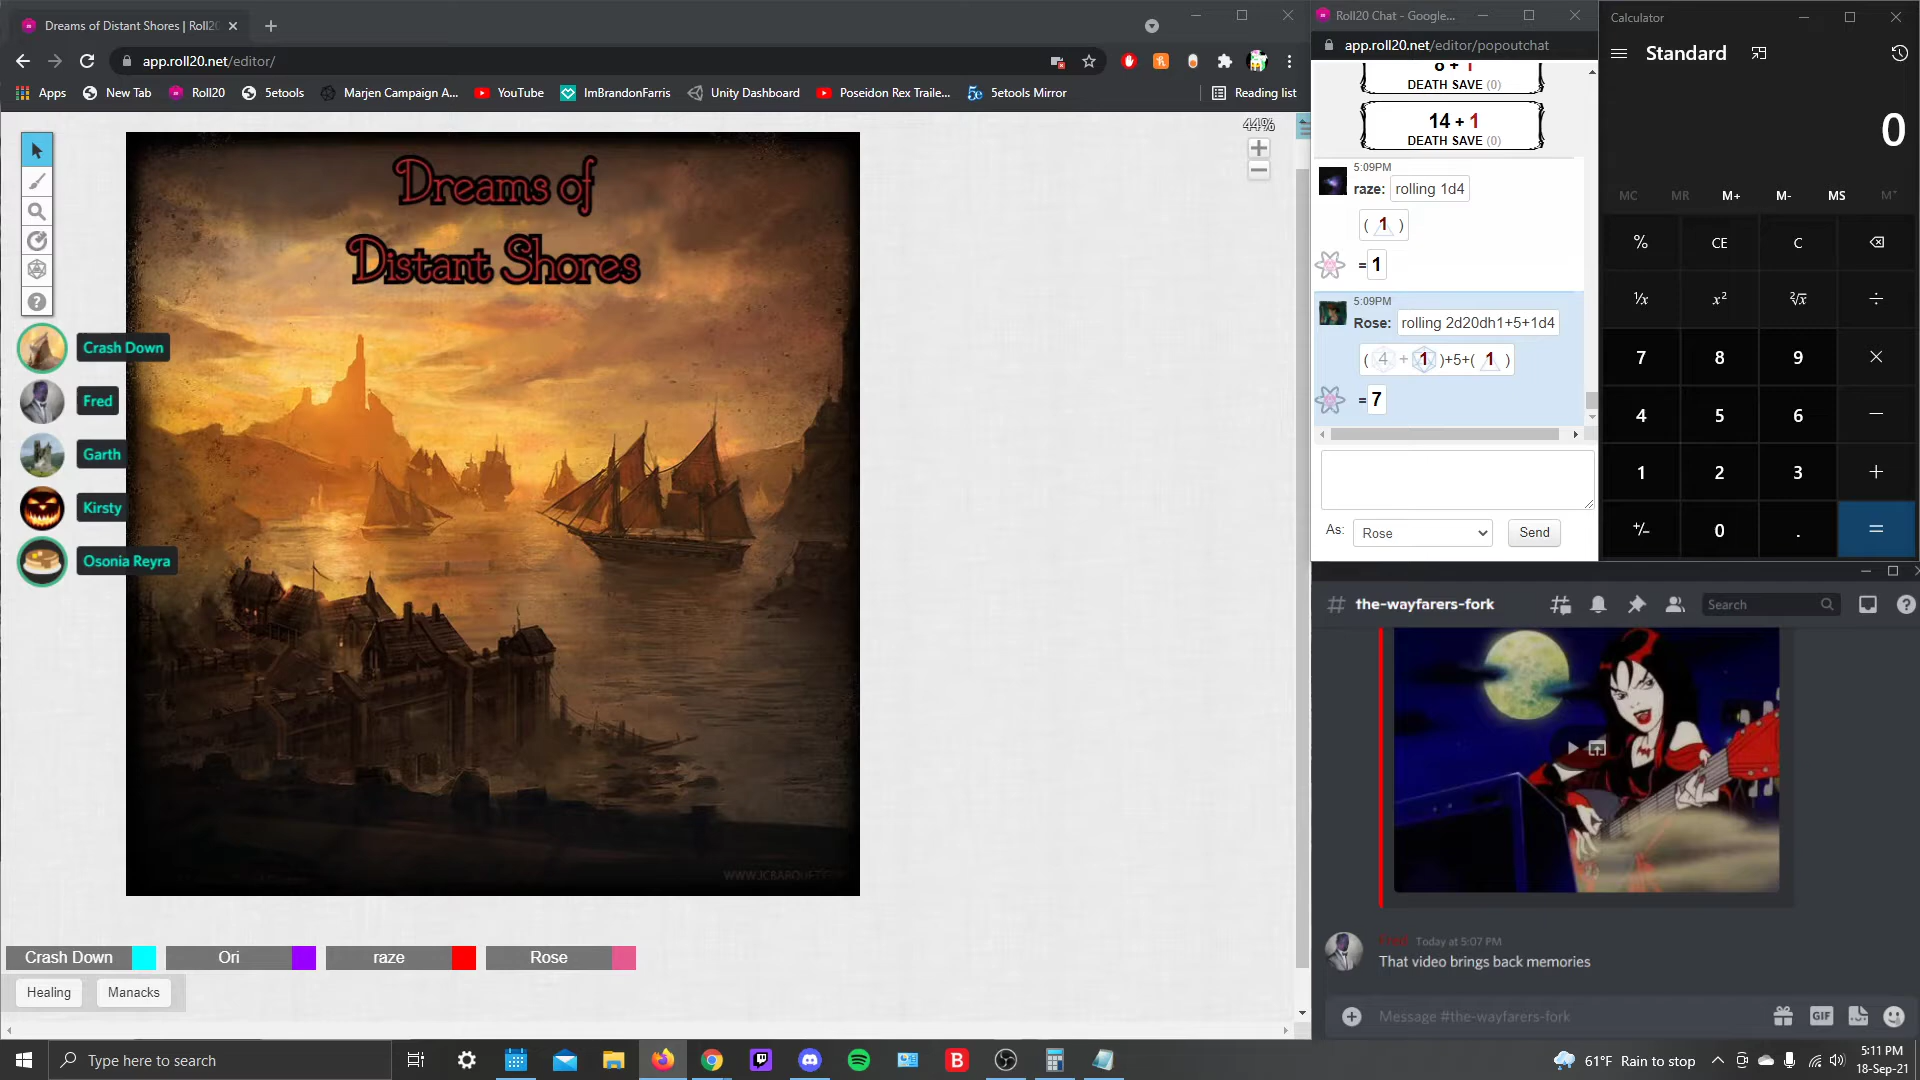 Dreams of Distant Shores | Roll20
app.roll20.net/editor/
Apps
New Tab
Roll20
5etools
Marjen Campaign A...
YouTube
ImBrandonFarris
Unity Dashboard
Poseidon Rex Traile...
5etools Mirror
Reading list
44%
Dreams of
Distant Shores
Crash Down
Fred
Garth
Kirsty
Osonia Reyra
Crash Down
Ori
raze
Rose
Healing
Manacks
Roll20 Chat - Google...
app.roll20.net/editor/popoutchat
8 + 1
DEATH SAVE (0)
14 + 1
DEATH SAVE (0)
5:09PM
raze: rolling 1d4
( 1 )
=1
5:09PM
Rose: rolling 2d20dh1+5+1d4
( 4 + 1 )+5+( 1 )
=7
As: Rose
Send
Calculator
Standard
0
MC MR M+ M- MS M˅
% CE C
1/x x² ²√x ÷
7 8 9 ×
4 5 6 −
1 2 3 +
+/- 0 . =
# the-wayfarers-fork
Search
Fred Today at 5:07 PM
That video brings back memories
Message #the-wayfarers-fork
GIF
Type here to search
61°F Rain to stop
5:11 PM
18-Sep-21